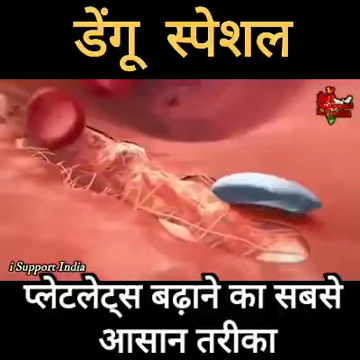 डेंगू स्पेशल
i Support India
प्लेटलेट्स बढ़ाने का सबसे
आसान तरीका